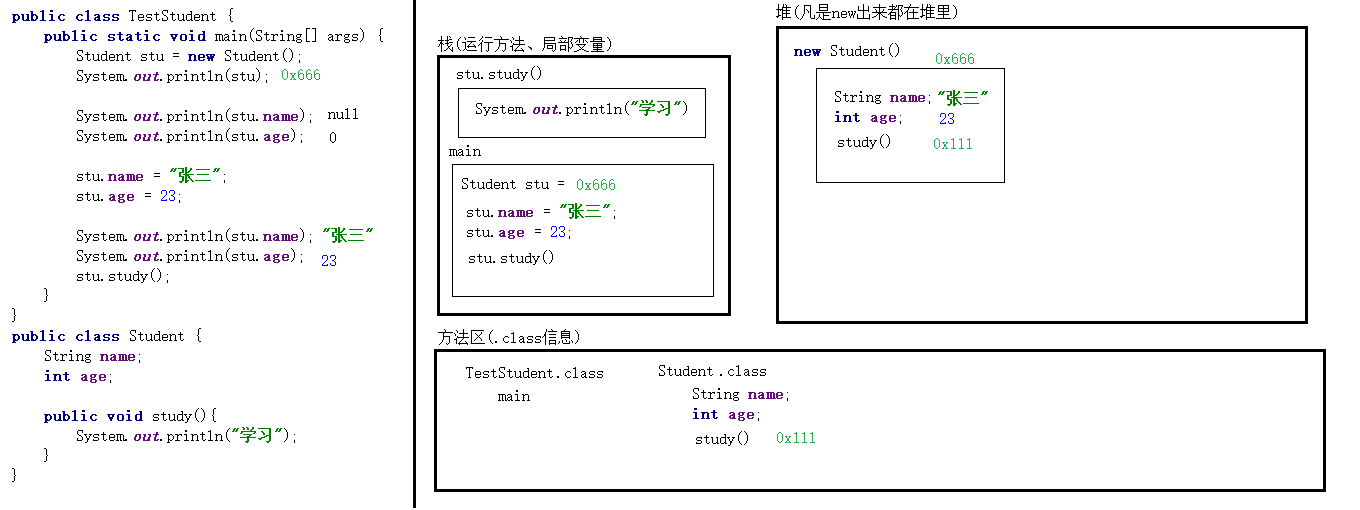 public class TestStudent {
public static void main(String[] args) {
Student stu = new Student();
System.out.println(stu); 0x666
System.out.println(stu.name); null
System.out.println(stu.age); 0
stu.name = "张三";
stu.age = 23;
System.out.println(stu.name); "张三"
System.out.println(stu.age); 23
stu.study();
}
}
public class Student {
String name;
int age;
public void study(){
System.out.println("学习");
}
}
栈(运行方法、局部变量)
stu.study()
System.out.println("学习")
main
Student stu = 0x666
stu.name = "张三";
stu.age = 23;
stu.study()
堆(凡是new出来都在堆里)
new Student() 0x666
String name; "张三"
int age; 23
study() 0x111
方法区(.class信息)
TestStudent.class
main
Student.class
String name;
int age;
study() 0x111